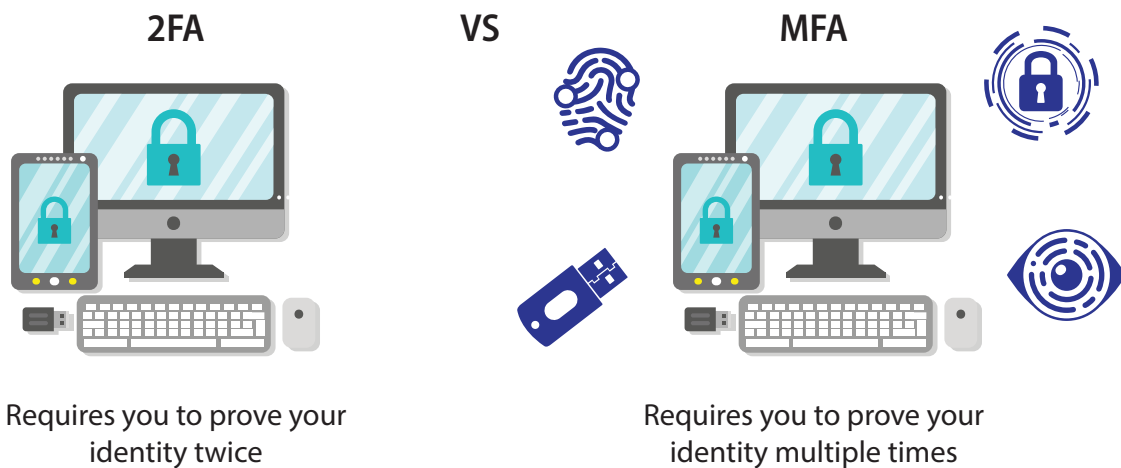 2FA
VS
MFA
Requires you to prove your
identity twice
Requires you to prove your
identity multiple times